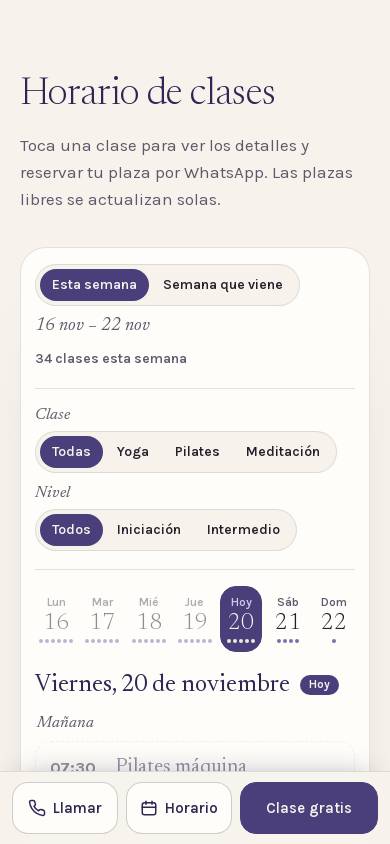 Horario de clases
Toca una clase para ver los detalles y
reservar tu plaza por WhatsApp. Las plazas
libres se actualizan solas.
Esta semana Semana que viene
16 nov – 22 nov
34 clases esta semana
Clase
Todas Yoga Pilates Meditación
Nivel
Todos Iniciación Intermedio
Lun Mar Mié Jue Hoy Sáb Dom
16 17 18 19 20 21 22
Viernes, 20 de noviembre Hoy
Mañana
07:30 Pilates máquina
Llamar Horario Clase gratis